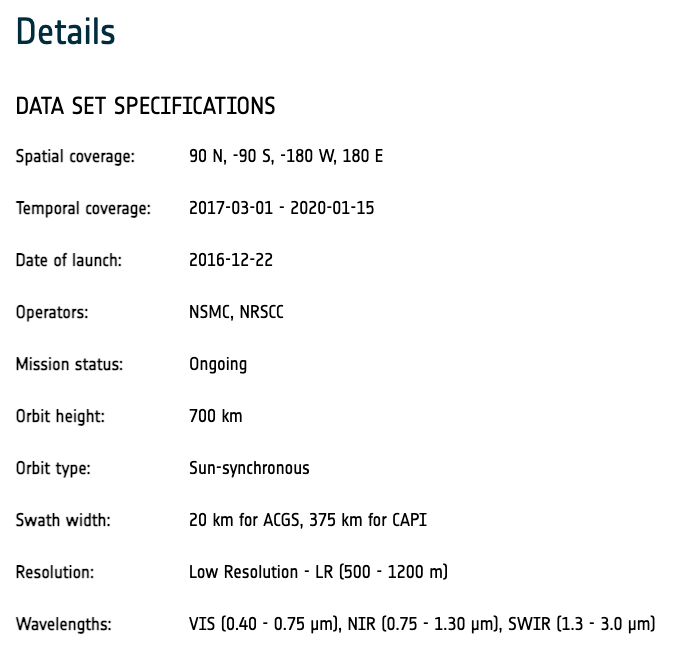 Details
DATA SET SPECIFICATIONS
Spatial coverage: 90 N, -90 S, -180 W, 180 E
Temporal coverage: 2017-03-01 - 2020-01-15
Date of launch: 2016-12-22
Operators: NSMC, NRSCC
Mission status: Ongoing
Orbit height: 700 km
Orbit type: Sun-synchronous
Swath width: 20 km for ACGS, 375 km for CAPI
Resolution: Low Resolution - LR (500 - 1200 m)
Wavelengths: VIS (0.40 - 0.75 µm), NIR (0.75 - 1.30 µm), SWIR (1.3 - 3.0 µm)